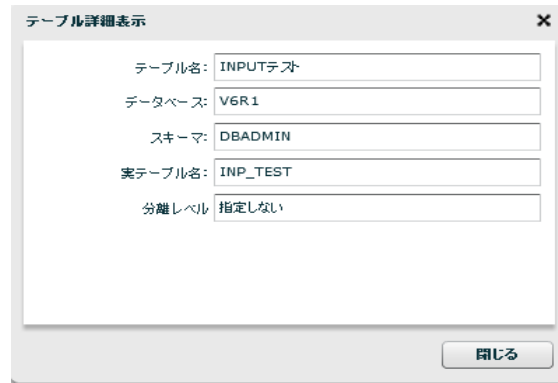 テーブル詳細表示
テーブル名: INPUTテスト
データベース: V6R1
スキーマ: DBADMIN
実テーブル名: INP_TEST
分離レベル 指定しない
閉じる